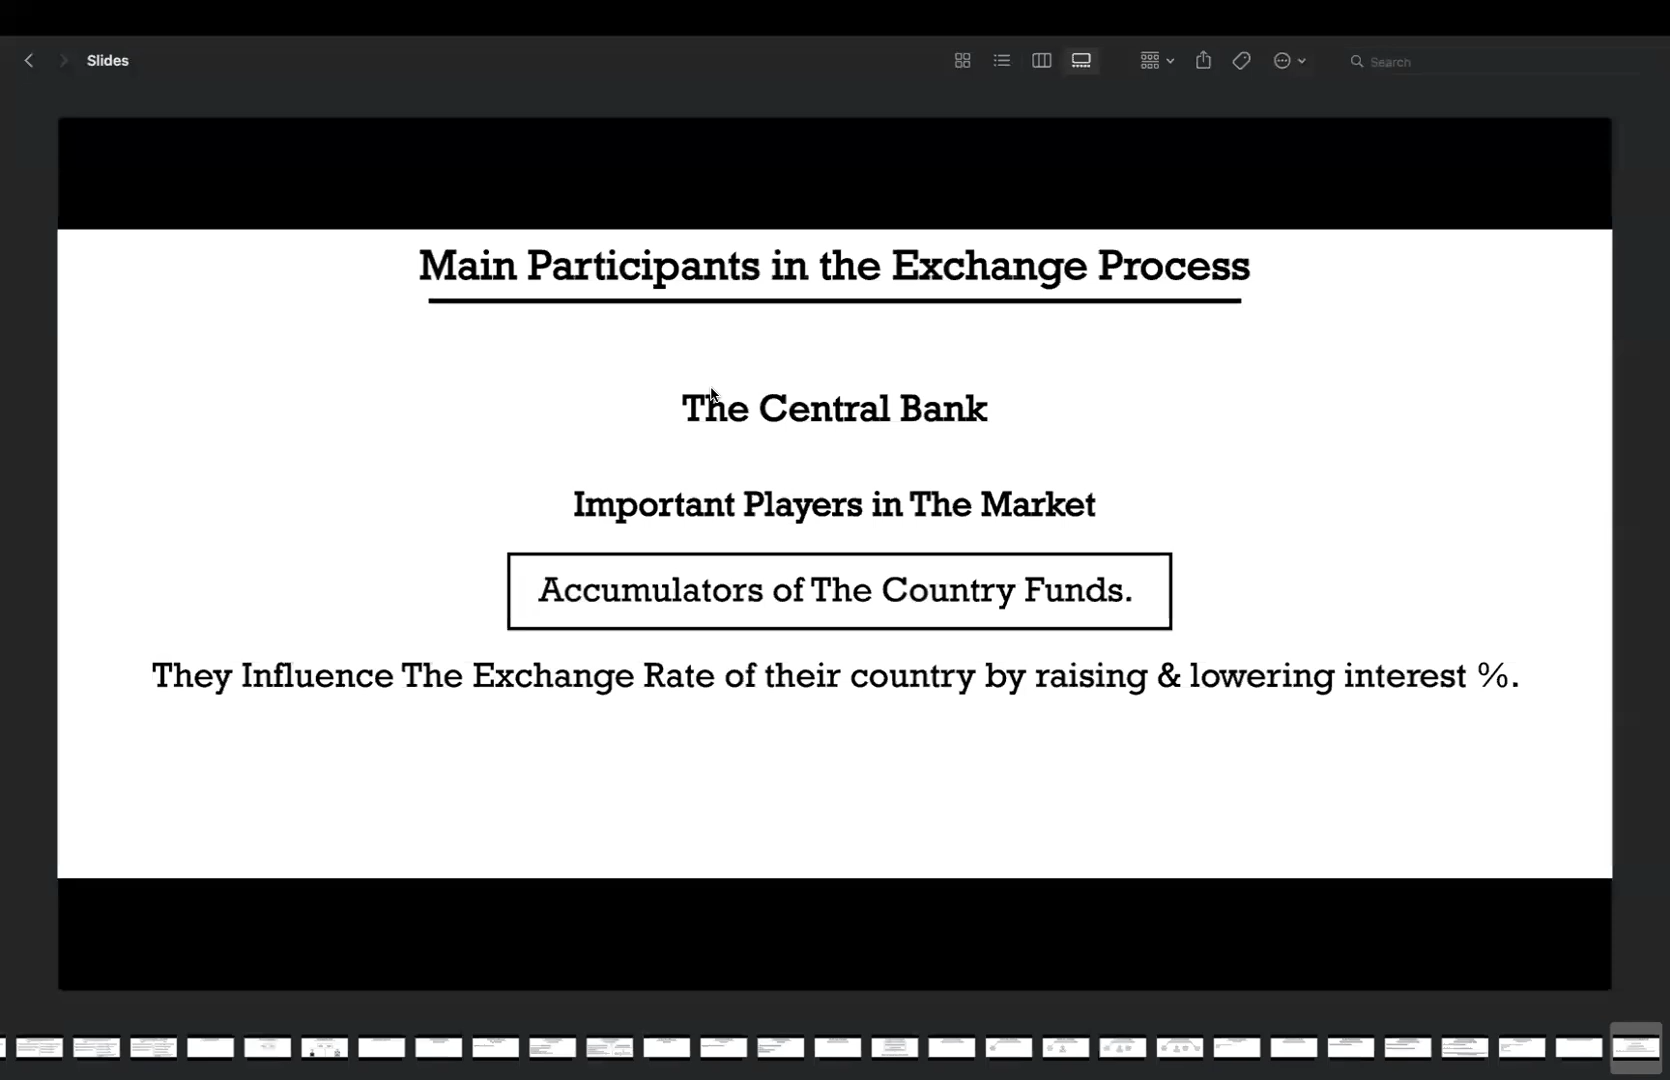 Slides
Search
Main Participants in the Exchange Process
The Central Bank
Important Players in The Market
Accumulators of The Country Funds.
They Influence The Exchange Rate of their country by raising & lowering interest %.